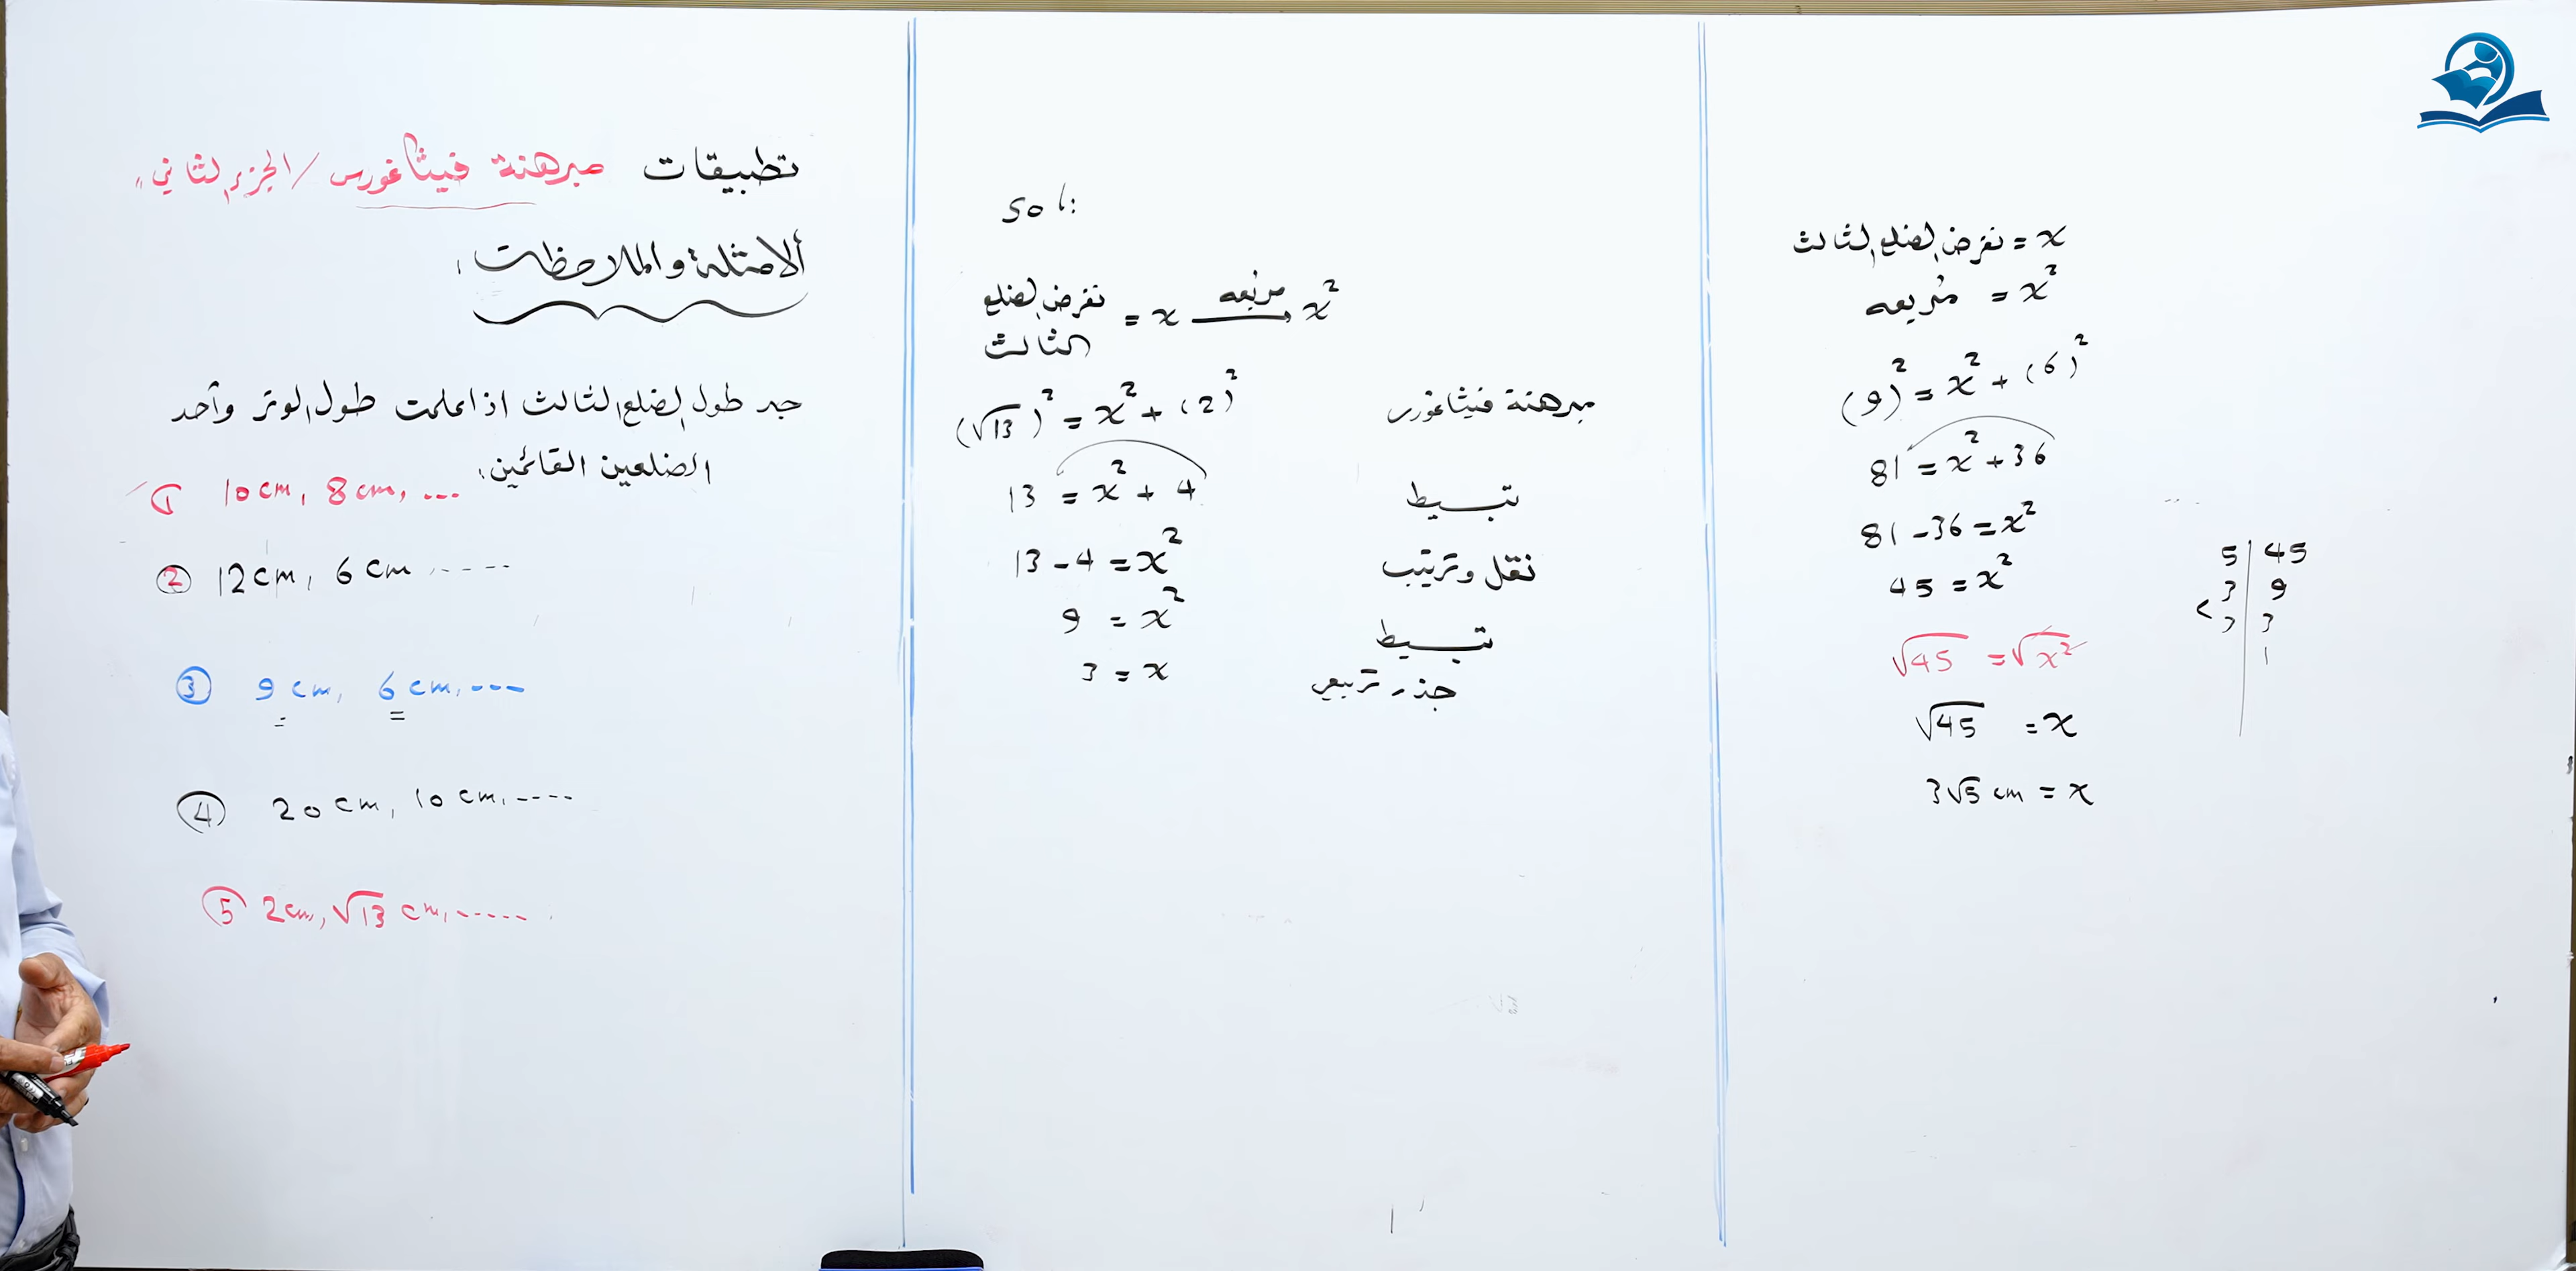 تطبيقات مبرهنة فيثاغورس / الجزء الثاني "
الامثلة والملاحظات :
جد طول الضلع الثالث اذا علمت طول الوتر وأحد
الضلعين القائمين :
① 10 cm, 8 cm, ...
② 12 cm, 6 cm .....
③ 9 cm, 6 cm, ...
④ 20 cm, 10 cm, ....
⑤ 2 cm, √13 cm, .....
Sol:
نفرض الضلع الثالث = x مربعه x²
(√13)² = x² + (2)² مبرهنة فيثاغورس
13 = x² + 4 تبسيط
13 - 4 = x² نقل وترتيب
9 = x² تبسيط
3 = x جذر تربيعي
نفرض الضلع الثالث = x
مربعه = x²
(9)² = x² + (6)²
81 = x² + 36
81 - 36 = x²
45 = x²
√45 = √x²
√45 = x
3√5 cm = x
5 | 45
3 | 9
3 | 3
| 1